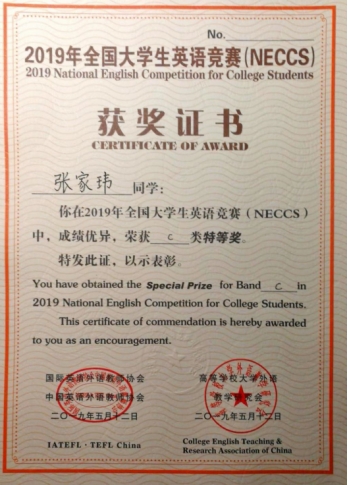 No.
2019年全国大学生英语竞赛(NECCS)
2019 National English Competition for College Students
获奖证书
CERTIFICATE OF AWARD
张家玮 同学:
你在2019年全国大学生英语竞赛(NECCS)
中,成绩优异,荣获 C 类特等奖。
特发此证,以示表彰。
You have obtained the Special Prize for Band C in
2019 National English Competition for College Students.
This certificate of commendation is hereby awarded
to you as an encouragement.
国际英语外语教师协会
中国英语外语教师协会
二〇一九年五月十二日
IATEFL · TEFL China
高等学校大学外语
教学研究会
二〇一九年五月十二日
College English Teaching &
Research Association of China